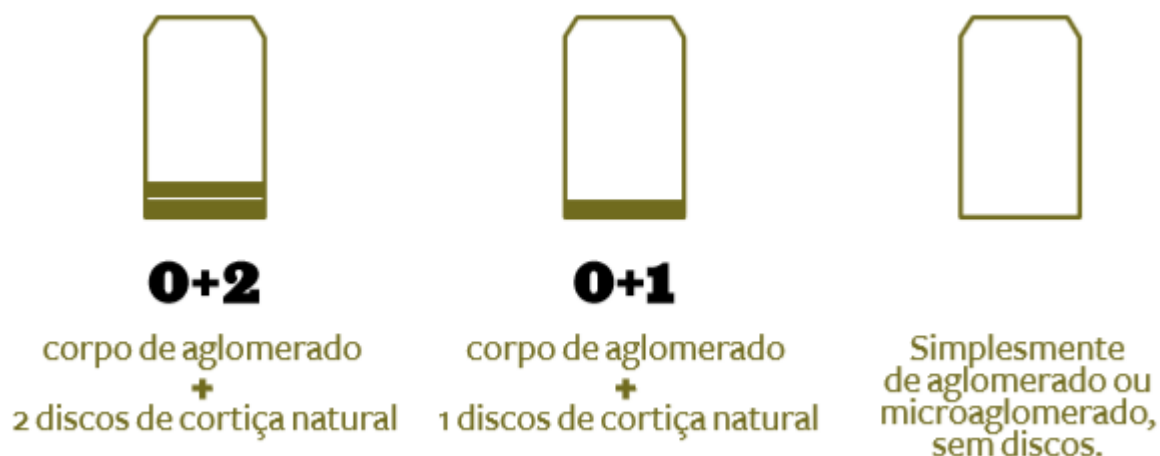 0+2
corpo de aglomerado
+
2 discos de cortiça natural
0+1
corpo de aglomerado
+
1 discos de cortiça natural
Simplesmente
de aglomerado ou
microaglomerado,
sem discos.